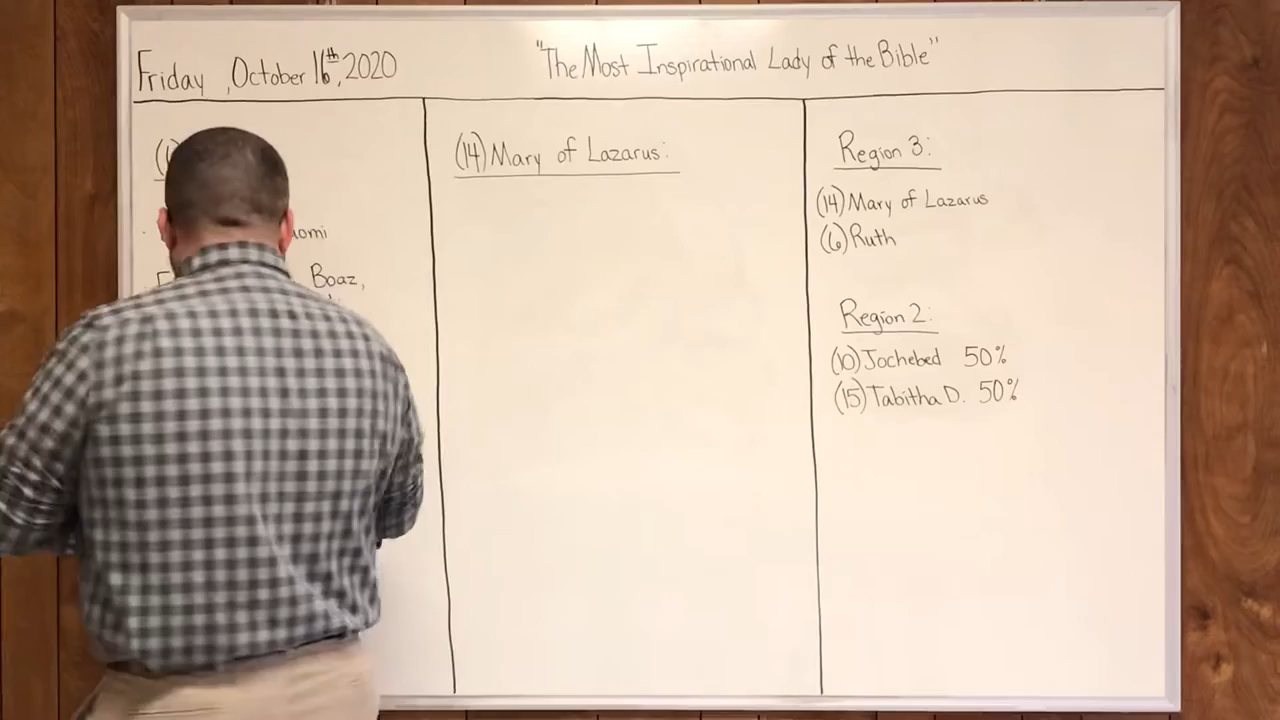 Friday, October 16th, 2020
"The Most Inspirational Lady of the Bible"
Boaz,
(14) Mary of Lazarus:
Region 3:
(14) Mary of Lazarus
(6) Ruth
Region 2:
(10) Jochebed 50%
(15) Tabitha D. 50%